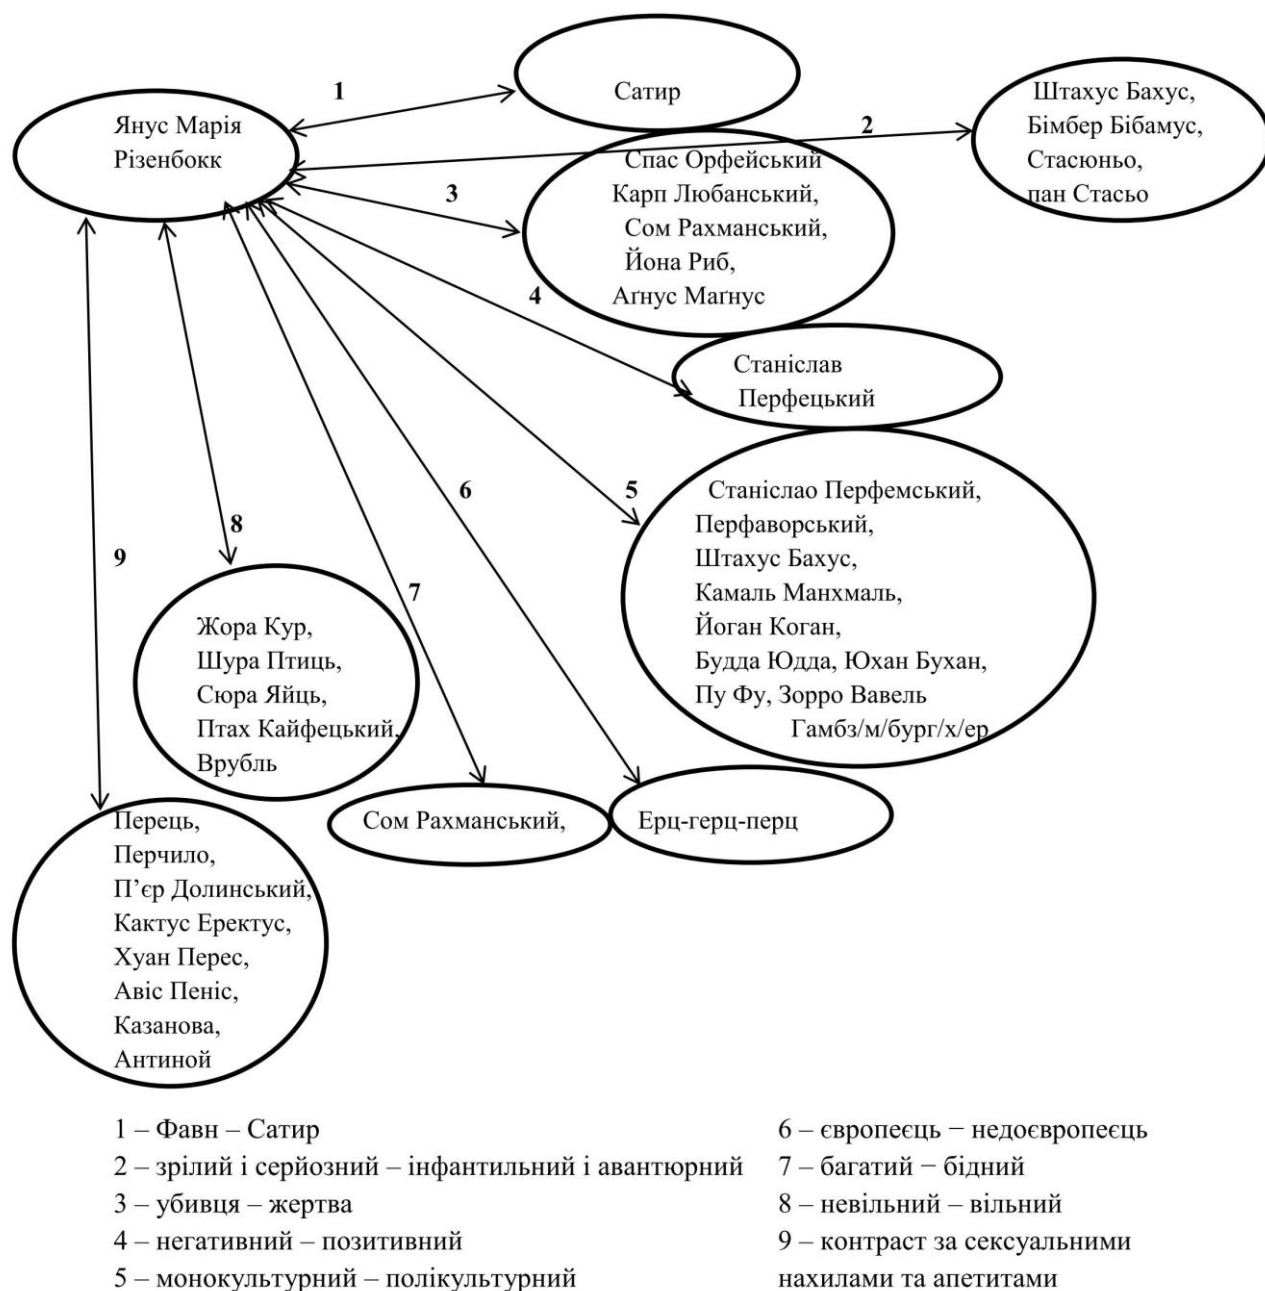 1
Сатир
Янус Марія
Різенбокк
2
Штахус Бахус,
Бімбер Бібамус,
Стасюньо,
пан Стасьо
3
Спас Орфейський
Карп Любанський,
Сом Рахманський,
Йона Риб,
Аґнус Маґнус
4
Станіслав
Перфецький
5
Станіслао Перфемський,
Перфаворський,
Штахус Бахус,
Камаль Манхмаль,
Йоган Коган,
Будда Юдда, Юхан Бухан,
Пу Фу, Зорро Вавель
Гамбз/м/бург/х/ер
6
Ерц-герц-перц
7
Сом Рахманський,
8
Жора Кур,
Шура Птиць,
Сюра Яйць,
Птах Кайфецький,
Врубль
9
Перець,
Перчило,
П’єр Долинський,
Кактус Еректус,
Хуан Перес,
Авіс Пеніс,
Казанова,
Антиной
1 – Фавн – Сатир
2 – зрілий і серйозний – інфантильний і авантюрний
3 – убивця – жертва
4 – негативний – позитивний
5 – монокультурний – полікультурний
6 – європеєць − недоєвропеєць
7 – багатий − бідний
8 – невільний – вільний
9 – контраст за сексуальними
нахилами та апетитами